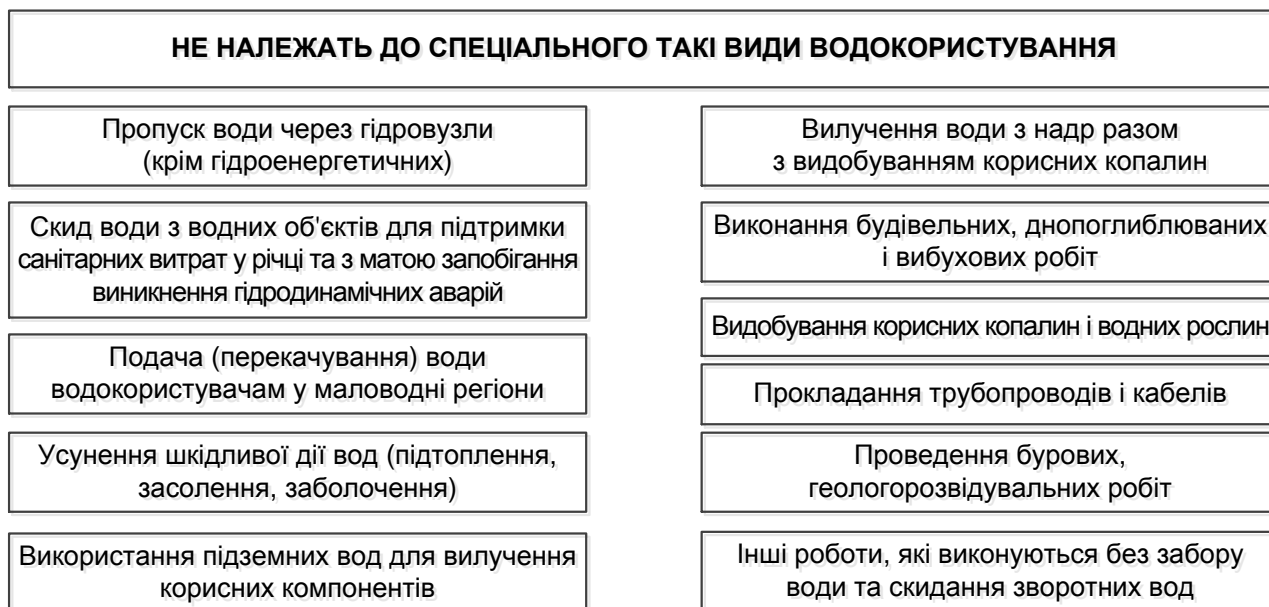 НЕ НАЛЕЖАТЬ ДО СПЕЦІАЛЬНОГО ТАКІ ВИДИ ВОДОКОРИСТУВАННЯ
Пропуск води через гідровузли
(крім гідроенергетичних)
Скид води з водних об'єктів для підтримки
санітарних витрат у річці та з матою запобігання
виникнення гідродинамічних аварій
Подача (перекачування) води
водокористувачам у маловодні регіони
Усунення шкідливої дії вод (підтоплення,
засолення, заболочення)
Використання підземних вод для вилучення
корисних компонентів
Вилучення води з надр разом
з видобуванням корисних копалин
Виконання будівельних, днопоглиблюваних
і вибухових робіт
Видобування корисних копалин і водних рослин
Прокладання трубопроводів і кабелів
Проведення бурових,
геологорозвідувальних робіт
Інші роботи, які виконуються без забору
води та скидання зворотних вод